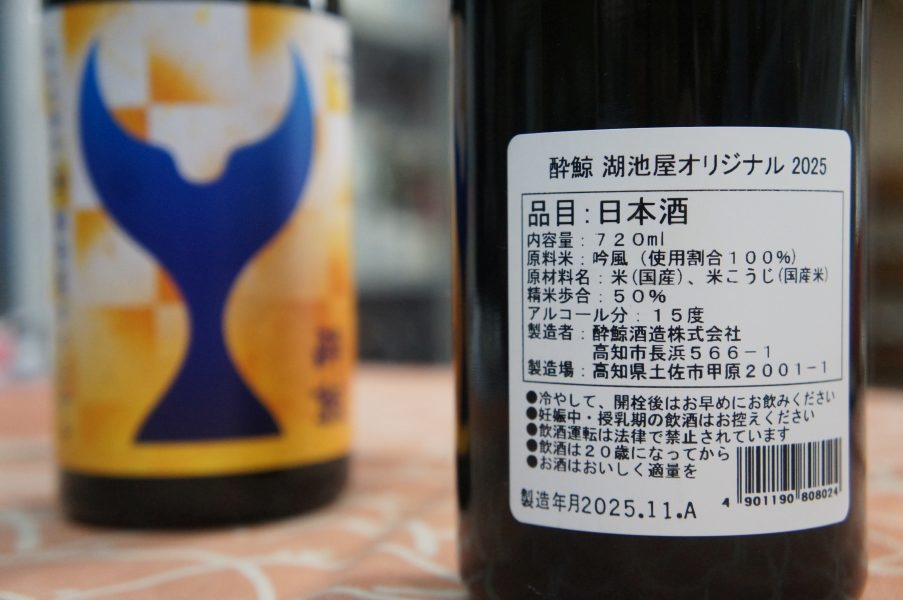 酔鯨 湖池屋オリジナル 2025
品目：日本酒
内容量：７２０ml
原料米：吟風（使用割合１００％）
原材料名：米(国産)、米こうじ(国産米)
精米歩合：５０％
アルコール分：１５度
製造者：酔鯨酒造株式会社
高知市長浜５６６－１
製造場：高知県土佐市甲原２００１－１
●冷やして、開栓後はお早めにお飲みください
●妊娠中・授乳期の飲酒はお控えください
●飲酒運転は法律で禁止されています
●飲酒は２０歳になってから
●お酒はおいしく適量を
製造年月2025.11.A
4 901190 808024